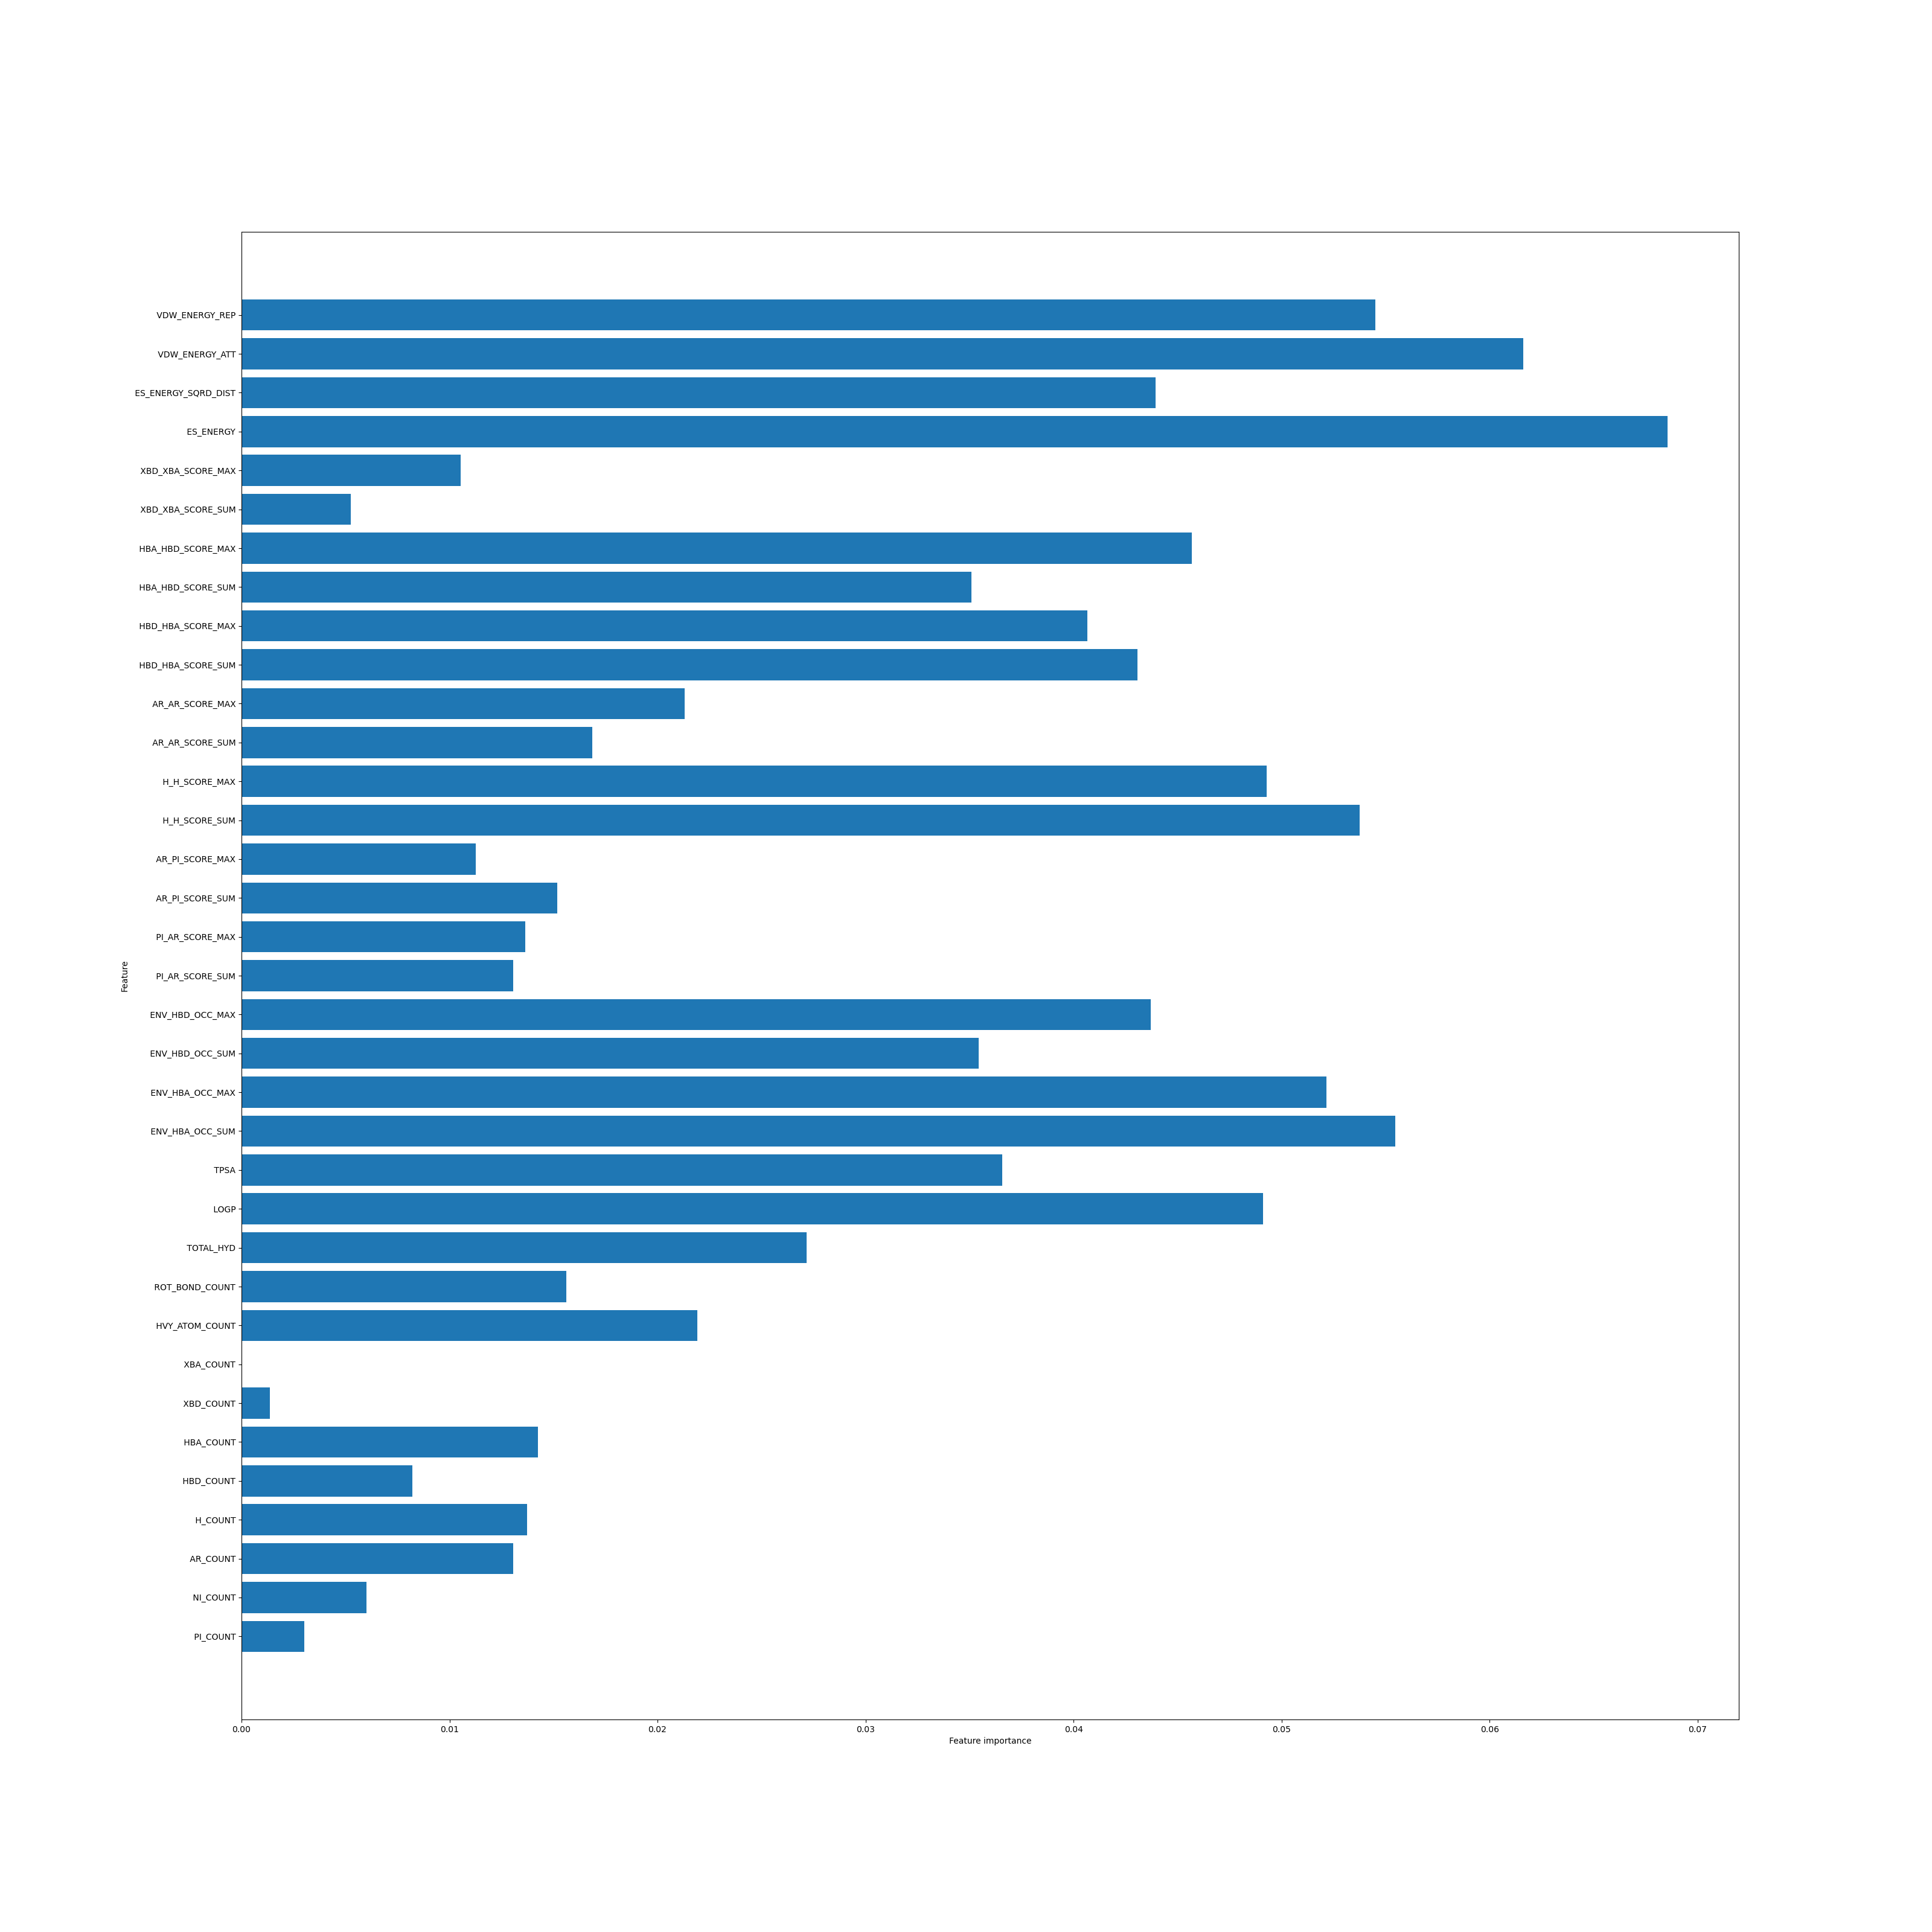 VDW_ENERGY_REP
VDW_ENERGY_ATT
ES_ENERGY_SQRD_DIST
ES_ENERGY
XBD_XBA_SCORE_MAX
XBD_XBA_SCORE_SUM
HBA_HBD_SCORE_MAX
HBA_HBD_SCORE_SUM
HBD_HBA_SCORE_MAX
HBD_HBA_SCORE_SUM
AR_AR_SCORE_MAX
AR_AR_SCORE_SUM
H_H_SCORE_MAX
H_H_SCORE_SUM
AR_PI_SCORE_MAX
AR_PI_SCORE_SUM
PI_AR_SCORE_MAX
PI_AR_SCORE_SUM
ENV_HBD_OCC_MAX
ENV_HBD_OCC_SUM
ENV_HBA_OCC_MAX
ENV_HBA_OCC_SUM
TPSA
LOGP
TOTAL_HYD
ROT_BOND_COUNT
HVY_ATOM_COUNT
XBA_COUNT
XBD_COUNT
HBA_COUNT
HBD_COUNT
H_COUNT
AR_COUNT
NI_COUNT
PI_COUNT
Feature
0.00 0.01 0.02 0.03 0.04 0.05 0.06 0.07
Feature importance